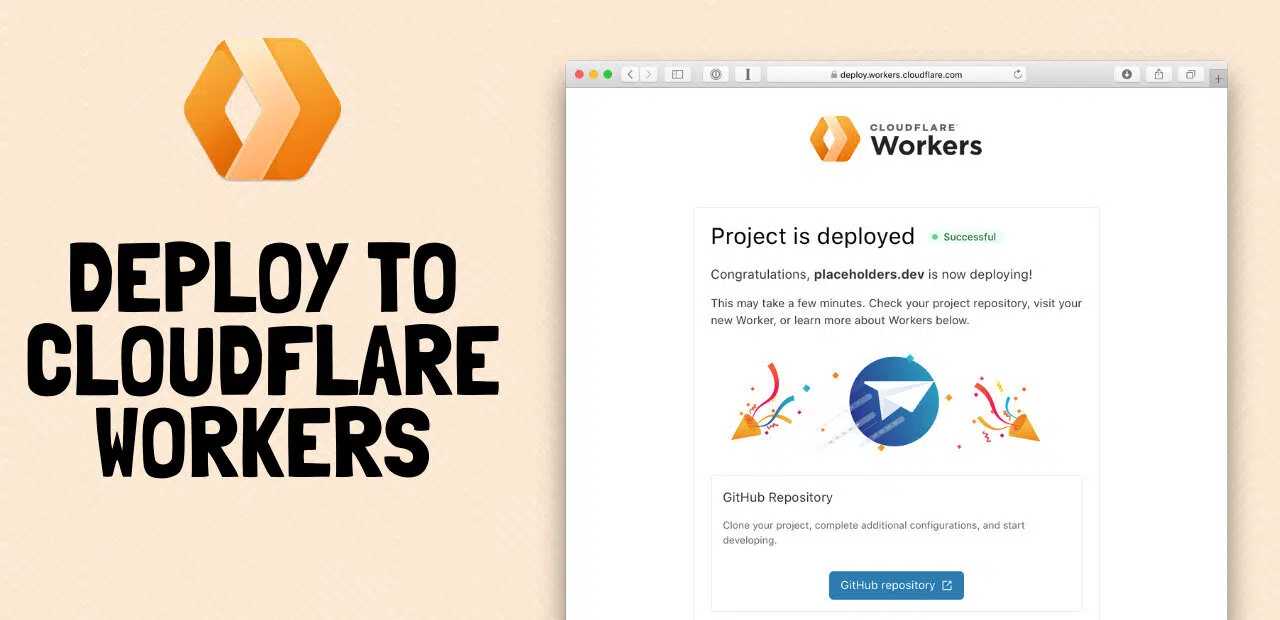 DEPLOY TO
CLOUDFLARE
WORKERS
deploy.workers.cloudflare.com
CLOUDFLARE
Workers
Project is deployed
Successful
Congratulations, placeholders.dev is now deploying!
This may take a few minutes. Check your project repository, visit your
new Worker, or learn more about Workers below.
GitHub Repository
Clone your project, complete additional configurations, and start
developing.
GitHub repository